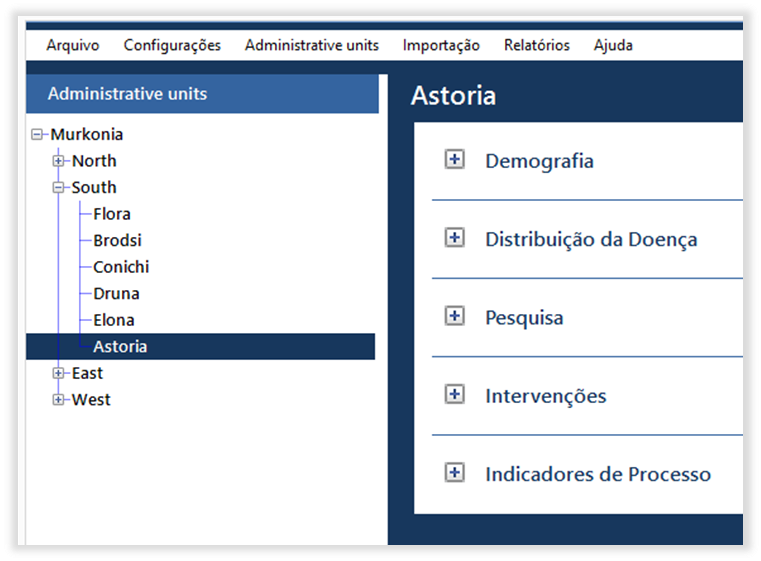 Arquivo Configurações Administrative units Importação Relatórios Ajuda
Administrative units
Murkonia
North
South
Flora
Brodsi
Conichi
Druna
Elona
Astoria
East
West
Astoria
Demografia
Distribuição da Doença
Pesquisa
Intervenções
Indicadores de Processo